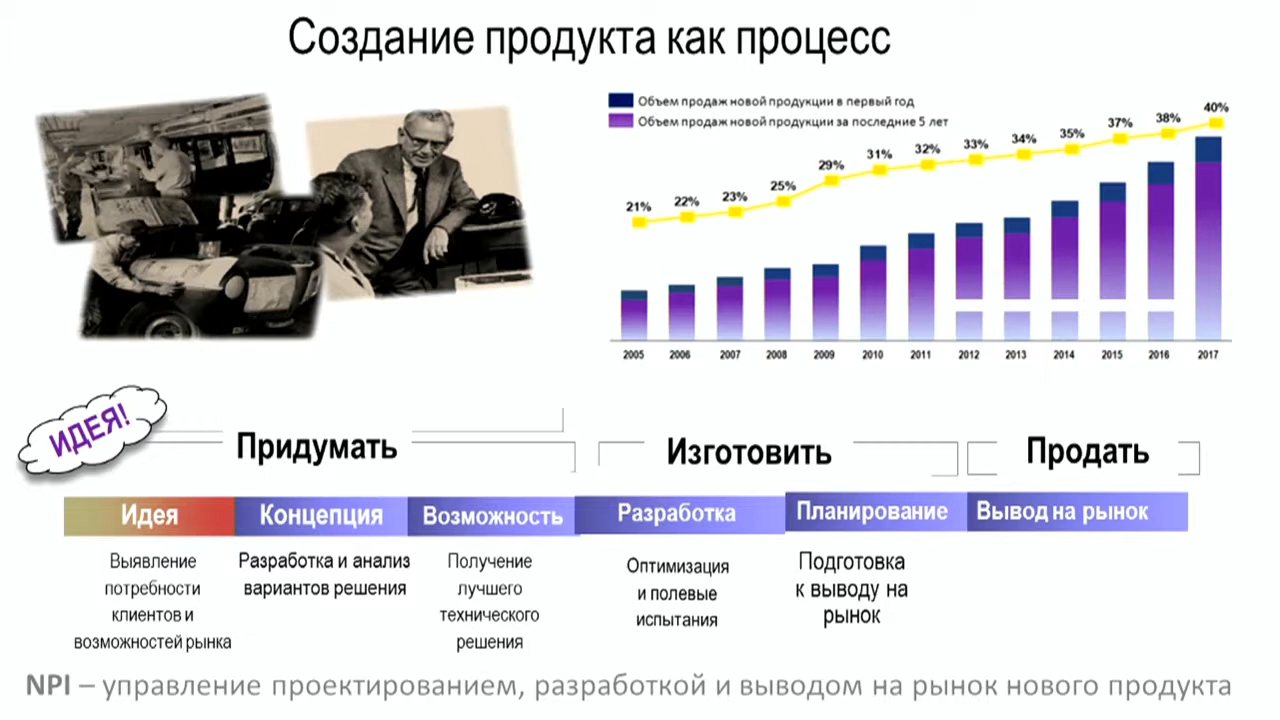 Создание продукта как процесс
Объем продаж новой продукции в первый год
Объем продаж новой продукции за последние 5 лет
21% 22% 23% 25% 29% 31% 32% 33% 34% 35% 37% 38% 40%
2005 2006 2007 2008 2009 2010 2011 2012 2013 2014 2015 2016 2017
ИДЕЯ!
Придумать
Изготовить
Продать
Идея
Концепция
Возможность
Разработка
Планирование
Вывод на рынок
Выявление
потребности
клиентов и
возможностей рынка
Разработка и анализ
вариантов решения
Получение
лучшего
технического
решения
Оптимизация
и полевые
испытания
Подготовка
к выводу на
рынок
NPI – управление проектированием, разработкой и выводом на рынок нового продукта